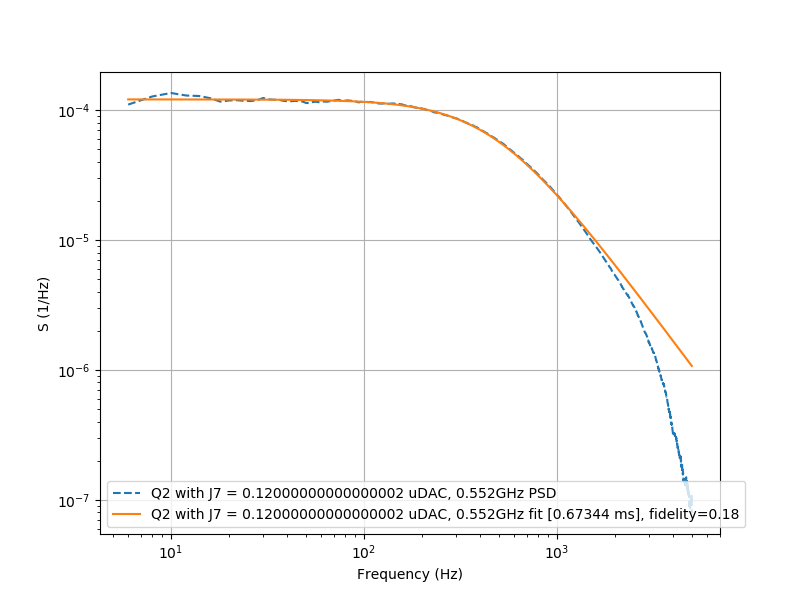 10⁻⁴
10⁻⁵
10⁻⁶
10⁻⁷
S (1/Hz)
Q2 with J7 = 0.12000000000000002 uDAC, 0.552GHz PSD
Q2 with J7 = 0.12000000000000002 uDAC, 0.552GHz fit [0.67344 ms], fidelity=0.18
10¹ 10² 10³
Frequency (Hz)